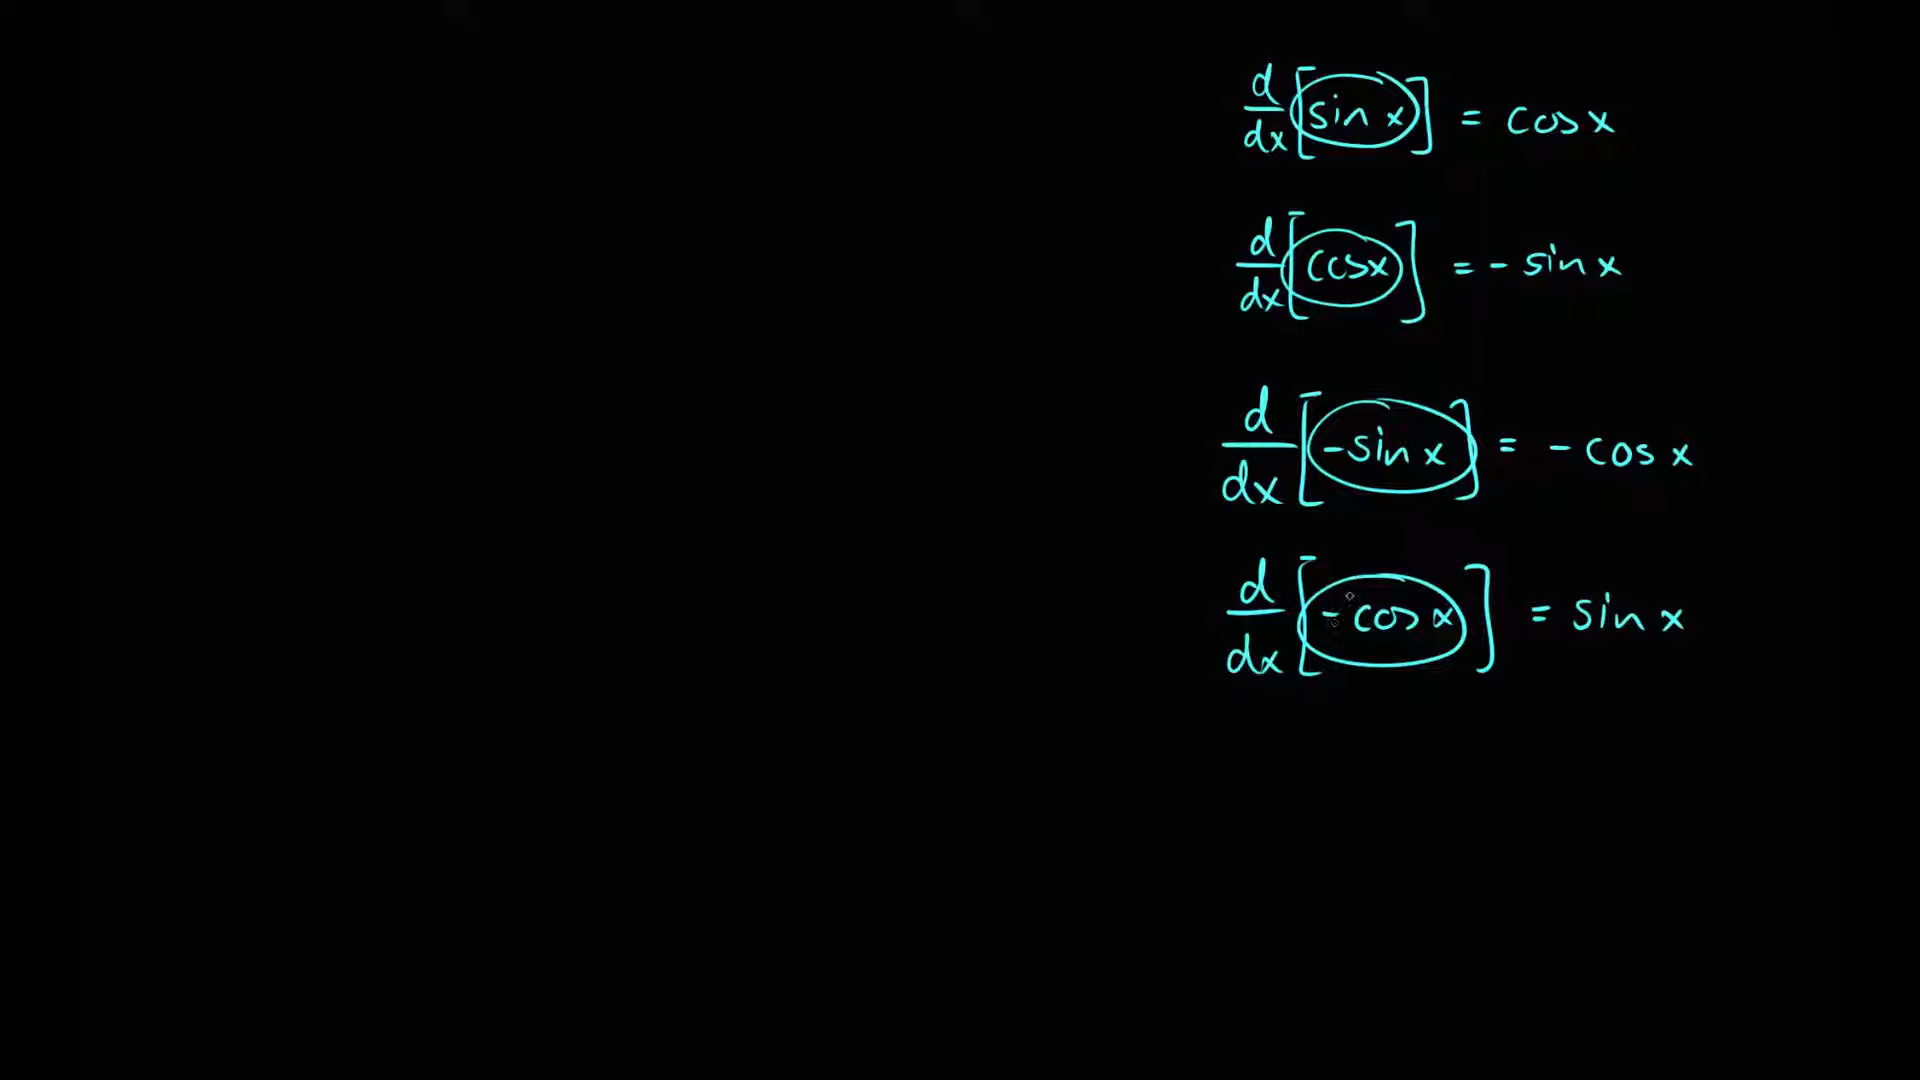 d/dx [sin x] = cos x
d/dx [cos x] = - sin x
d/dx [-sin x] = - cos x
d/dx [- cos x] = sin x